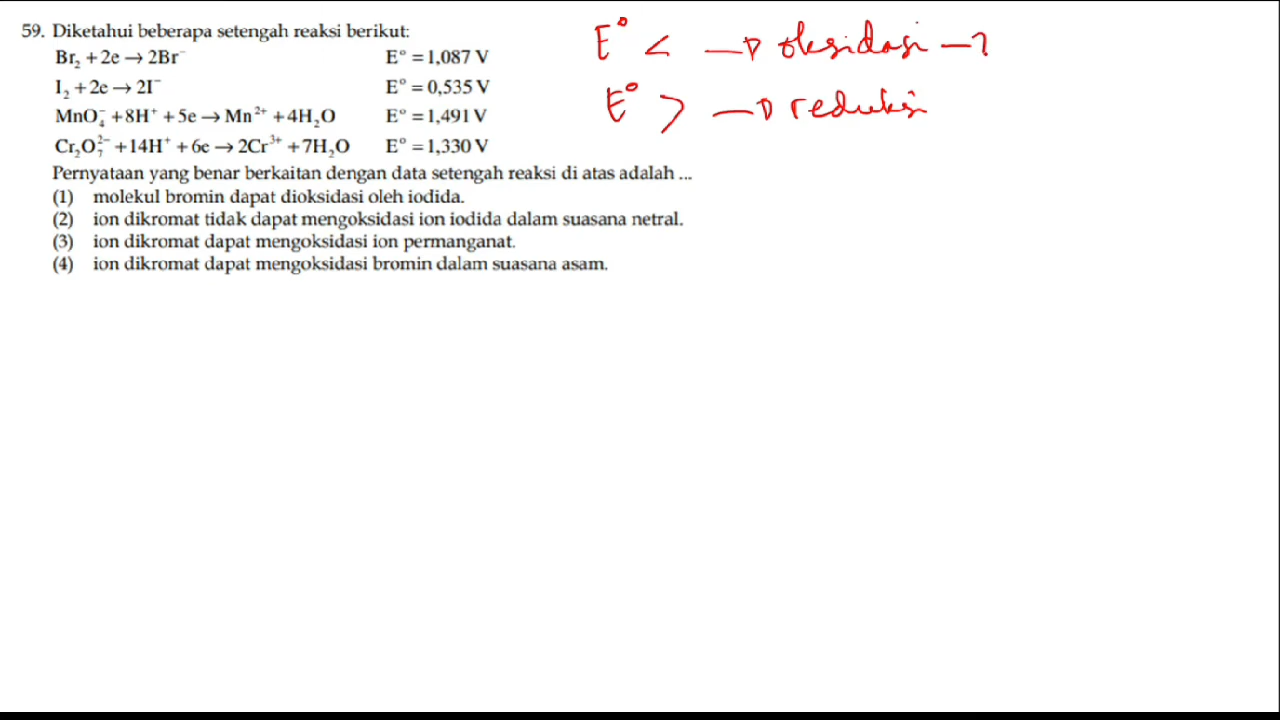 59. Diketahui beberapa setengah reaksi berikut:
Br₂ + 2e → 2Br⁻ E° = 1,087 V
I₂ + 2e → 2I⁻ E° = 0,535 V
MnO₄⁻ + 8H⁺ + 5e → Mn²⁺ + 4H₂O E° = 1,491 V
Cr₂O₇²⁻ + 14H⁺ + 6e → 2Cr³⁺ + 7H₂O E° = 1,330 V
Pernyataan yang benar berkaitan dengan data setengah reaksi di atas adalah ...
(1) molekul bromin dapat dioksidasi oleh iodida.
(2) ion dikromat tidak dapat mengoksidasi ion iodida dalam suasana netral.
(3) ion dikromat dapat mengoksidasi ion permanganat.
(4) ion dikromat dapat mengoksidasi bromin dalam suasana asam.
E° < → oksidasi –
E° > → reduksi